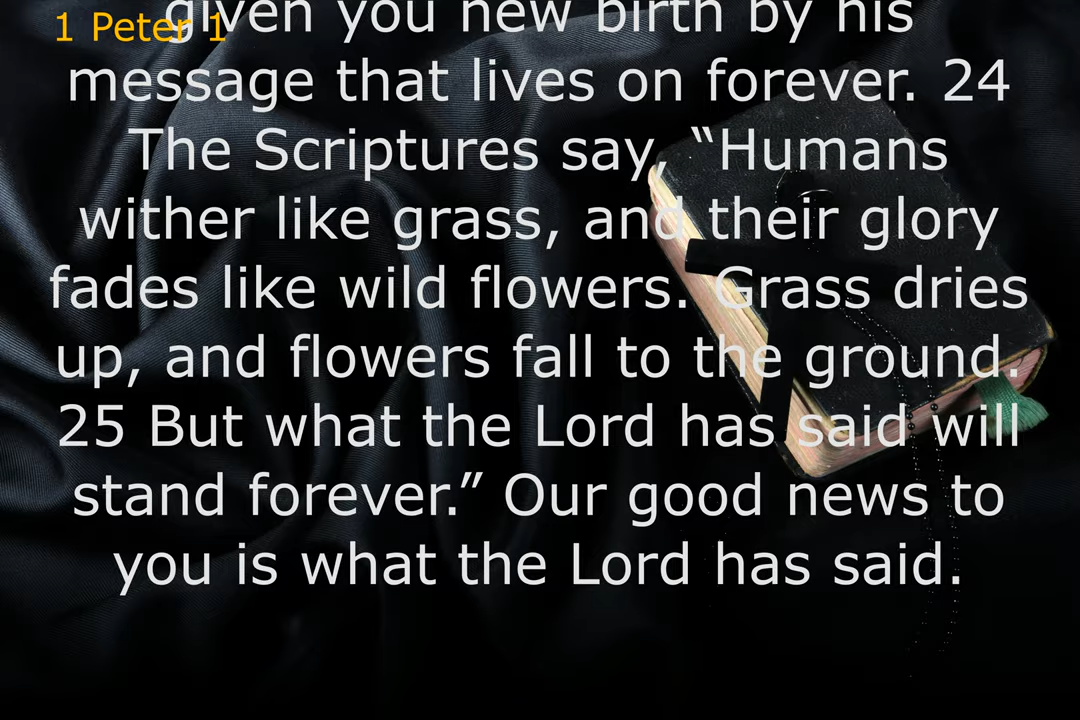 1 Peter 1
given you new birth by his
message that lives on forever. 24
The Scriptures say, “Humans
wither like grass, and their glory
fades like wild flowers. Grass dries
up, and flowers fall to the ground.
25 But what the Lord has said will
stand forever.” Our good news to
you is what the Lord has said.